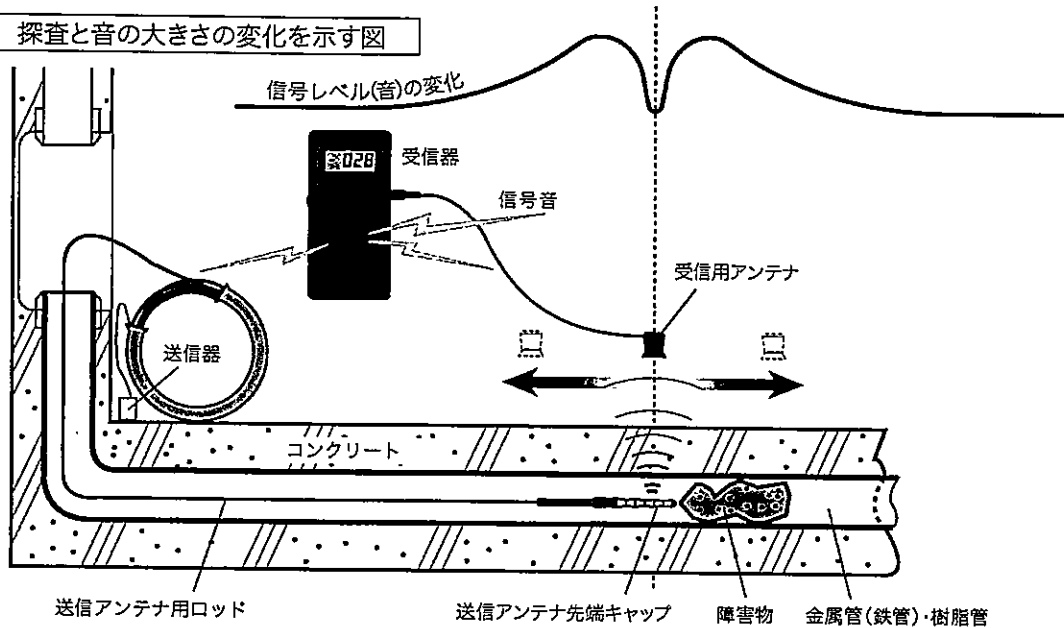 探査と音の大きさの変化を示す図
信号レベル(音)の変化
028
受信器
信号音
受信用アンテナ
送信器
コンクリート
送信アンテナ用ロッド
送信アンテナ先端キャップ
障害物
金属管(鉄管)・樹脂管